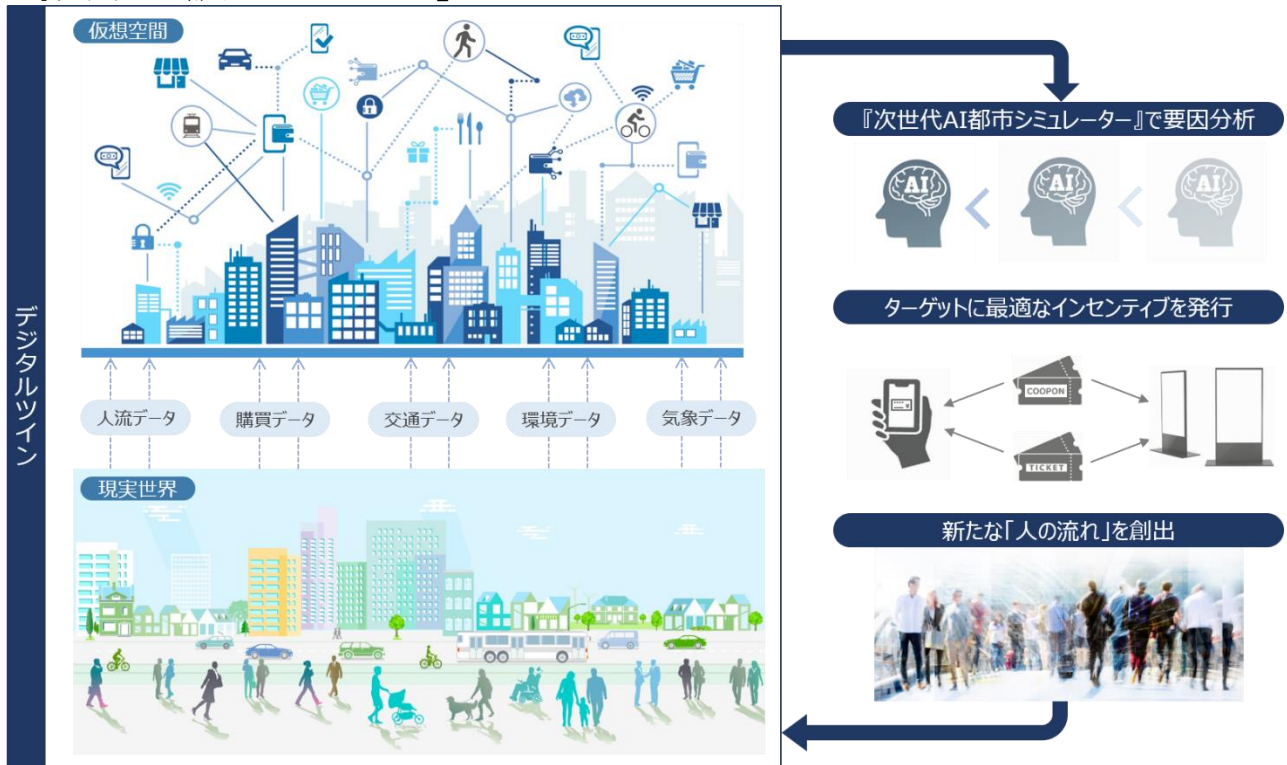 デジタルツイン
仮想空間
人流データ
購買データ
交通データ
環境データ
気象データ
現実世界
『次世代AI都市シミュレーター』で要因分析
AI
AI
AI
ターゲットに最適なインセンティブを発行
COOPON
TICKET
新たな「人の流れ」を創出